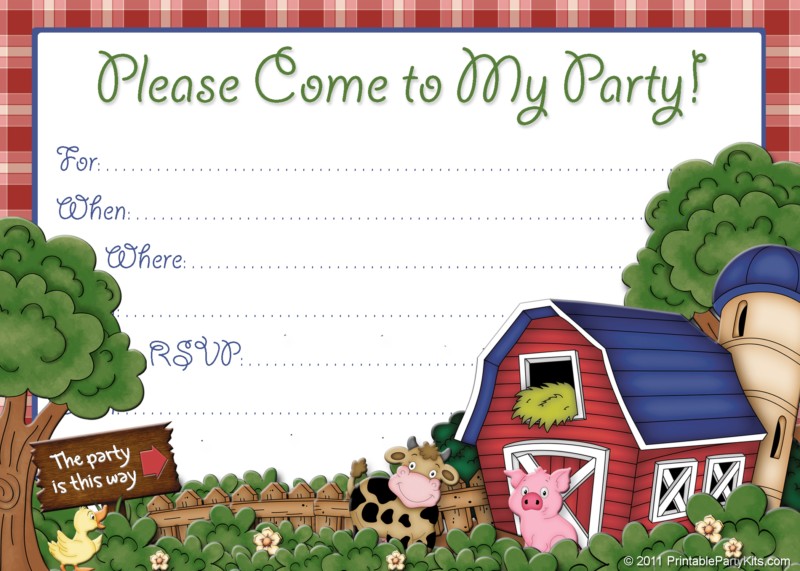 Please Come to My Party!
For:
When:
Where:
RSVP:
The party
is this way
© 2011 PrintablePartyKits.com